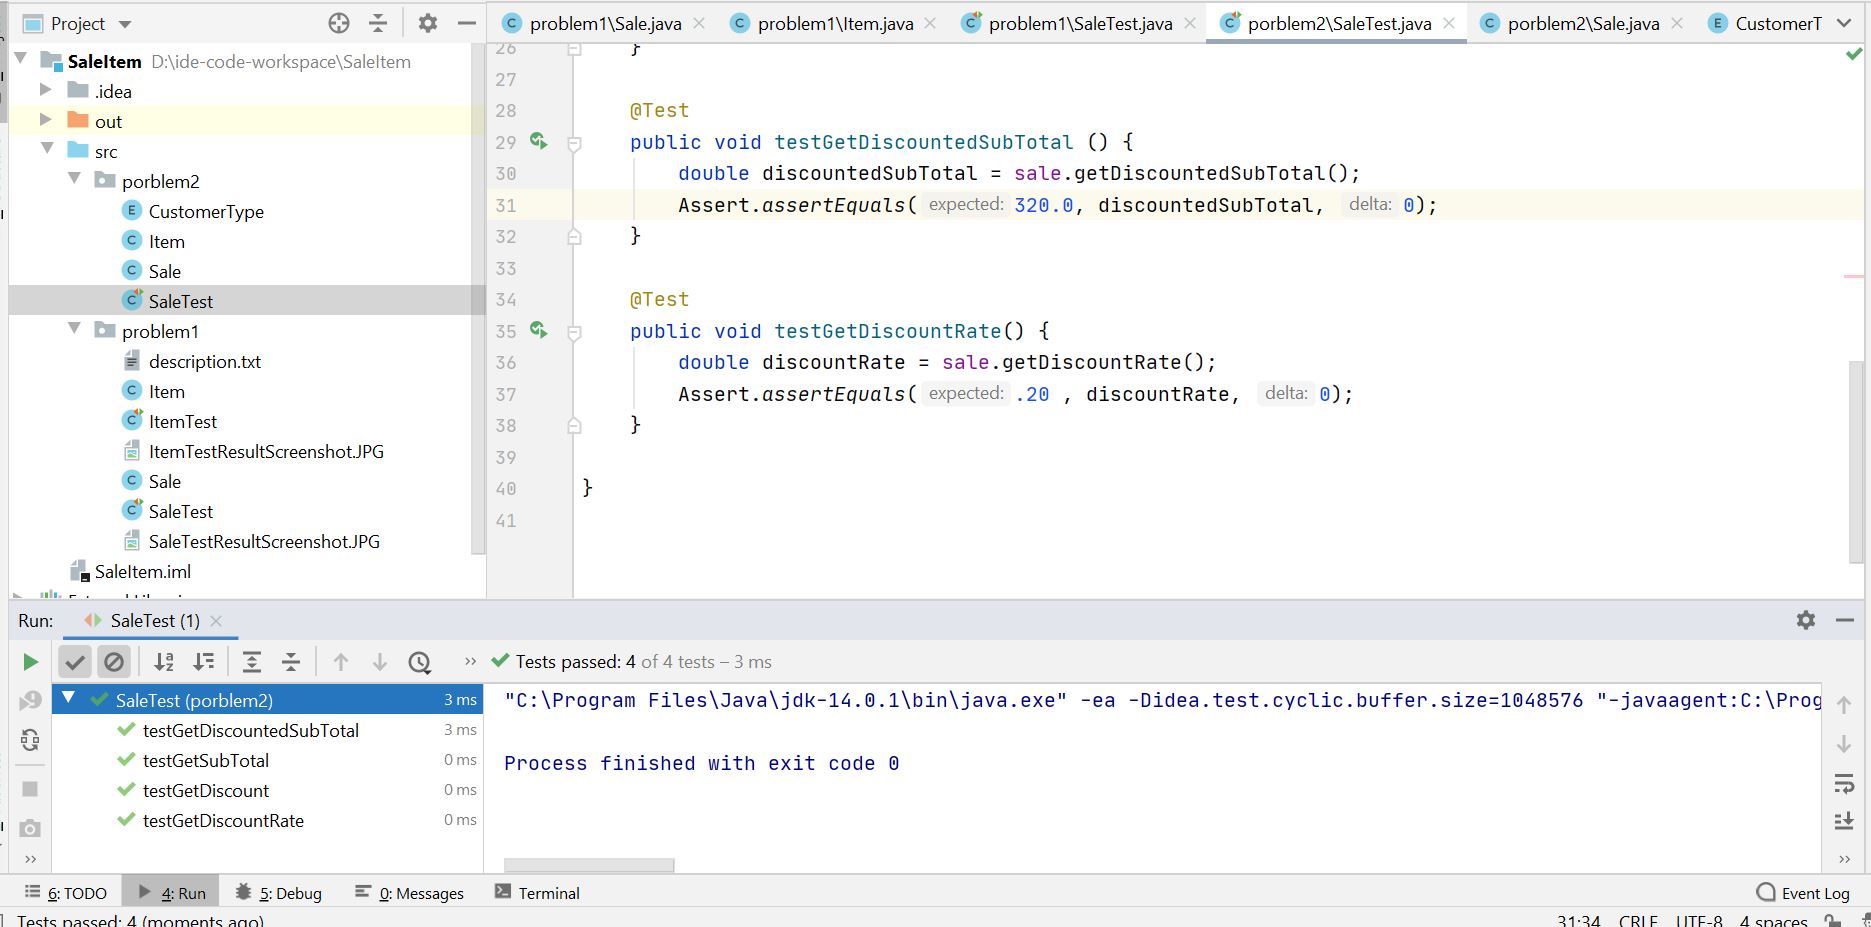 Project
SaleItem D:\ide-code-workspace\SaleItem
.idea
out
src
porblem2
CustomerType
Item
Sale
SaleTest
problem1
description.txt
Item
ItemTest
ItemTestResultScreenshot.JPG
Sale
SaleTest
SaleTestResultScreenshot.JPG
SaleItem.iml
problem1\Sale.java
problem1\Item.java
problem1\SaleTest.java
porblem2\SaleTest.java
porblem2\Sale.java
CustomerT
26 }
27
28 @Test
29 public void testGetDiscountedSubTotal () {
30 double discountedSubTotal = sale.getDiscountedSubTotal();
31 Assert.assertEquals( expected: 320.0, discountedSubTotal, delta: 0);
32 }
33
34 @Test
35 public void testGetDiscountRate() {
36 double discountRate = sale.getDiscountRate();
37 Assert.assertEquals( expected: .20 , discountRate, delta: 0);
38 }
39
40 }
41
Run: SaleTest (1)
Tests passed: 4 of 4 tests – 3 ms
SaleTest (porblem2) 3 ms
testGetDiscountedSubTotal 3 ms
testGetSubTotal 0 ms
testGetDiscount 0 ms
testGetDiscountRate 0 ms
"C:\Program Files\Java\jdk-14.0.1\bin\java.exe" -ea -Didea.test.cyclic.buffer.size=1048576 "-javaagent:C:\Prog
Process finished with exit code 0
6: TODO 4: Run 5: Debug 0: Messages Terminal Event Log
Tests passed: 4 (moments ago) 31:34 CRLF UTF-8 4 spaces